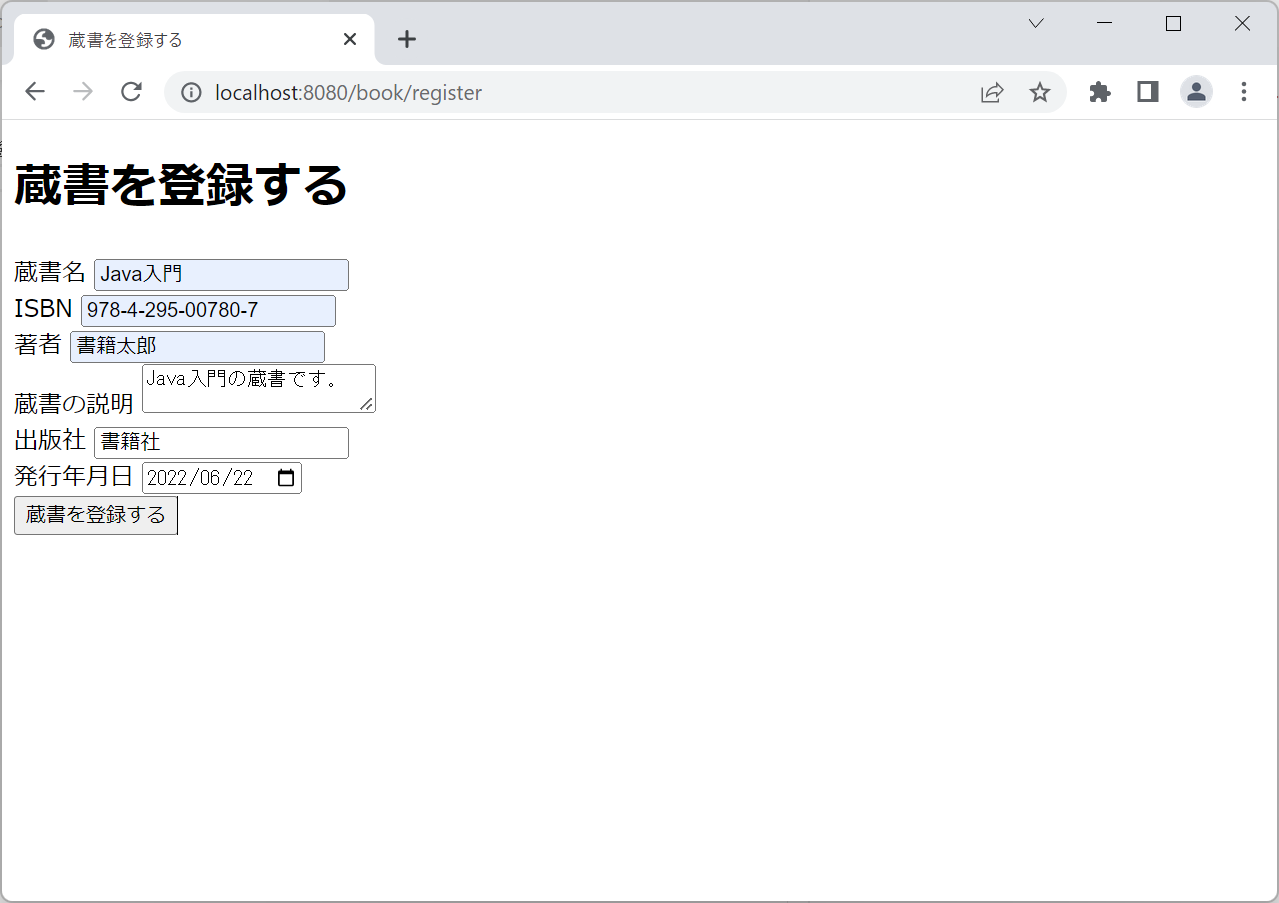 蔵書を登録する
localhost:8080/book/register
蔵書を登録する
蔵書名 Java入門
ISBN 978-4-295-00780-7
著者 書籍太郎
蔵書の説明 Java入門の蔵書です。
出版社 書籍社
発行年月日 2022/06/22
蔵書を登録する